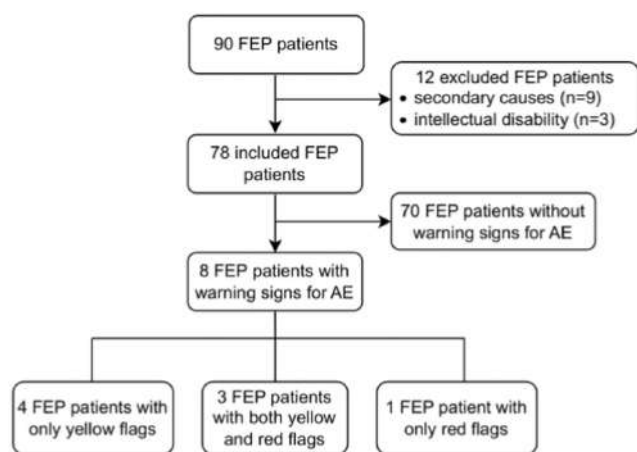 90 FEP patients
12 excluded FEP patients
• secondary causes (n=9)
• intellectual disability (n=3)
78 included FEP
patients
70 FEP patients without
warning signs for AE
8 FEP patients with
warning signs for AE
4 FEP patients with
only yellow flags
3 FEP patients
with both yellow
and red flags
1 FEP patient with
only red flags